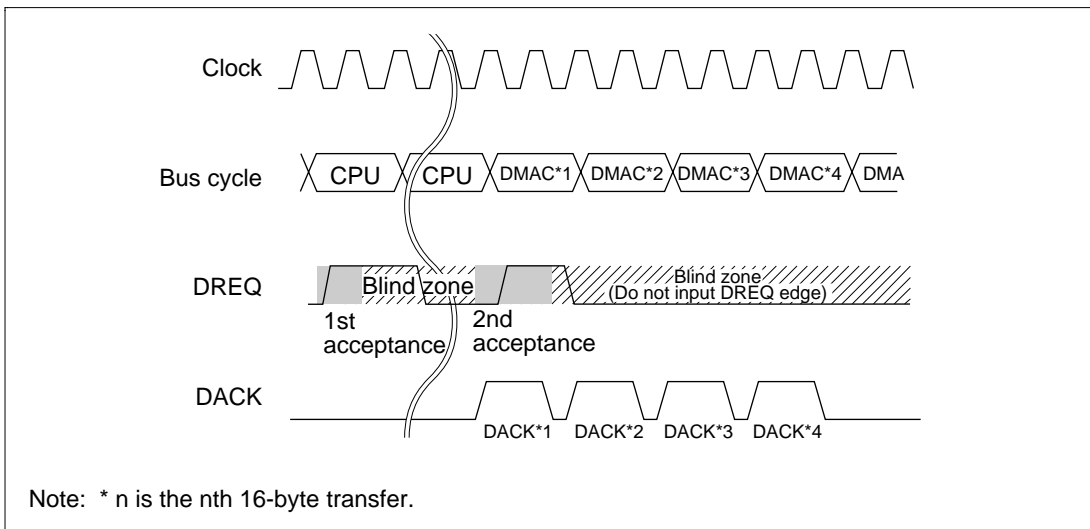 Clock
Bus cycle
CPU
CPU
DMAC*1
DMAC*2
DMAC*3
DMAC*4
DMA
DREQ
Blind zone
Blind zone
(Do not input DREQ edge)
1st
acceptance
2nd
acceptance
DACK
DACK*1
DACK*2
DACK*3
DACK*4
Note: * n is the nth 16-byte transfer.